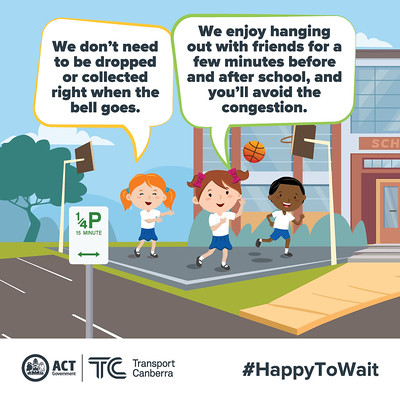 We don't need
to be dropped
or collected
right when the
bell goes.
We enjoy hanging
out with friends for a
few minutes before
and after school, and
you'll avoid the
congestion.
SCH
¼P
15 MINUTE
ACT
Government
TC
Transport
Canberra
#HappyToWait